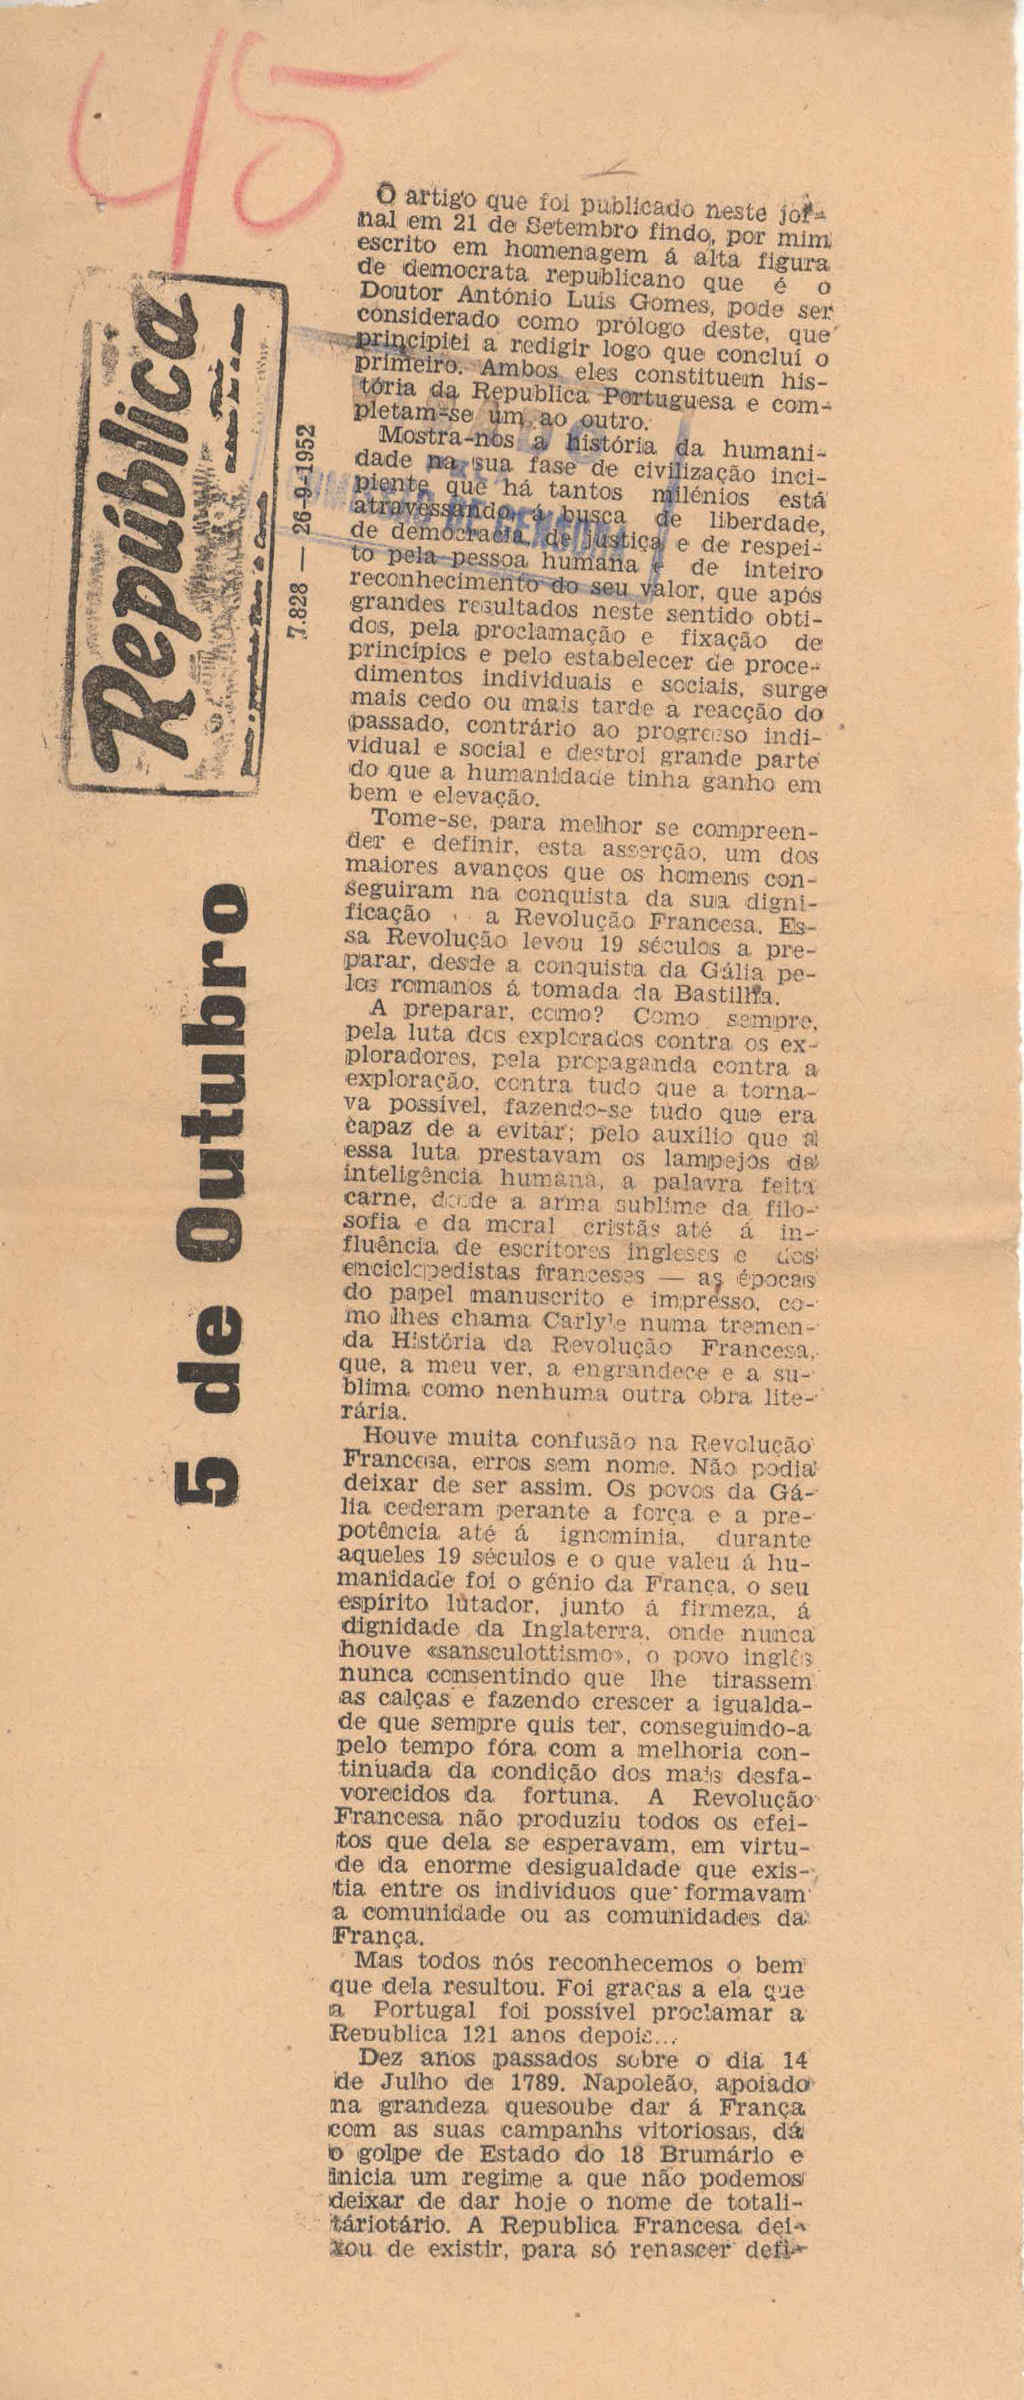 45
República
7.828 — 26-9-1952
5 de Outubro
O artigo que foi publicado neste jor-
nal em 21 de Setembro findo, por mim
escrito em homenagem á alta figura
de democrata republicano que é o
Doutor António Luis Gomes, pode ser
considerado como prólogo deste, que
principiei a redigir logo que concluí o
primeiro. Ambos eles constituem his-
tória da Republica Portuguesa e com-
pletam-se um ao outro.
Mostra-nos a história da humani-
dade na sua fase de civilização inci-
piente que há tantos milénios está
atravessando, á busca de liberdade,
de democracia, de justiça e de respei-
to pela pessoa humana e de inteiro
reconhecimento do seu valor, que após
grandes resultados neste sentido obti-
dos, pela proclamação e fixação de
princípios e pelo estabelecer de proce-
dimentos individuais e sociais, surge
mais cedo ou mais tarde a reacção do
passado, contrário ao progresso indi-
vidual e social e destroi grande parte
do que a humanidade tinha ganho em
bem e elevação.
Tome-se, para melhor se compreen-
der e definir, esta asserção, um dos
maiores avanços que os homens con-
seguiram na conquista da sua digni-
ficação a Revolução Francesa. Es-
sa Revolução levou 19 séculos a pre-
parar, desde a conquista da Gália pe-
los romanos á tomada da Bastilha.
A preparar, como? Como sempre,
pela luta dos explorados contra os ex-
ploradores, pela propaganda contra a
exploração, contra tudo que a torna-
va possível, fazendo-se tudo que era
capaz de a evitar; pelo auxílio que a
essa luta prestavam os lampejos da
inteligência humana, a palavra feita
carne, desde a arma sublime da filo-
sofia e da moral cristãs até á in-
fluência de escritores ingleses e dos
enciclopedistas franceses — as épocas
do papel manuscrito e impresso, co-
mo lhes chama Carlyle numa tremen-
da História da Revolução Francesa,
que, a meu ver, a engrandece e a su-
blima como nenhuma outra obra lite-
rária.
Houve muita confusão na Revolução
Francesa, erros sem nome. Não podia
deixar de ser assim. Os povos da Gá-
lia cederam perante a força e a pre-
potência até á ignomínia, durante
aqueles 19 séculos e o que valeu á hu-
manidade foi o génio da França, o seu
espírito lutador, junto á firmeza, á
dignidade da Inglaterra, onde nunca
houve «sansculottismo», o povo inglês
nunca consentindo que lhe tirassem
as calças e fazendo crescer a igualda-
de que sempre quis ter, conseguindo-a
pelo tempo fóra com a melhoria con-
tinuada da condição dos mais desfa-
vorecidos da fortuna. A Revolução
Francesa não produziu todos os efei-
tos que dela se esperavam, em virtu-
de da enorme desigualdade que exis-
tia entre os individuos que formavam
a comunidade ou as comunidades da
França.
Mas todos nós reconhecemos o bem
que dela resultou. Foi graças a ela que
a Portugal foi possível proclamar a
Republica 121 anos depois...
Dez anos passados sobre o dia 14
de Julho de 1789, Napoleão, apoiado
na grandeza quesoube dar á França
com as suas campanhs vitoriosas, dá
o golpe de Estado do 18 Brumário e
inicia um regime a que não podemos
deixar de dar hoje o nome de totali-
táriotário. A Republica Francesa dei-
xou de existir, para só renascer defi-